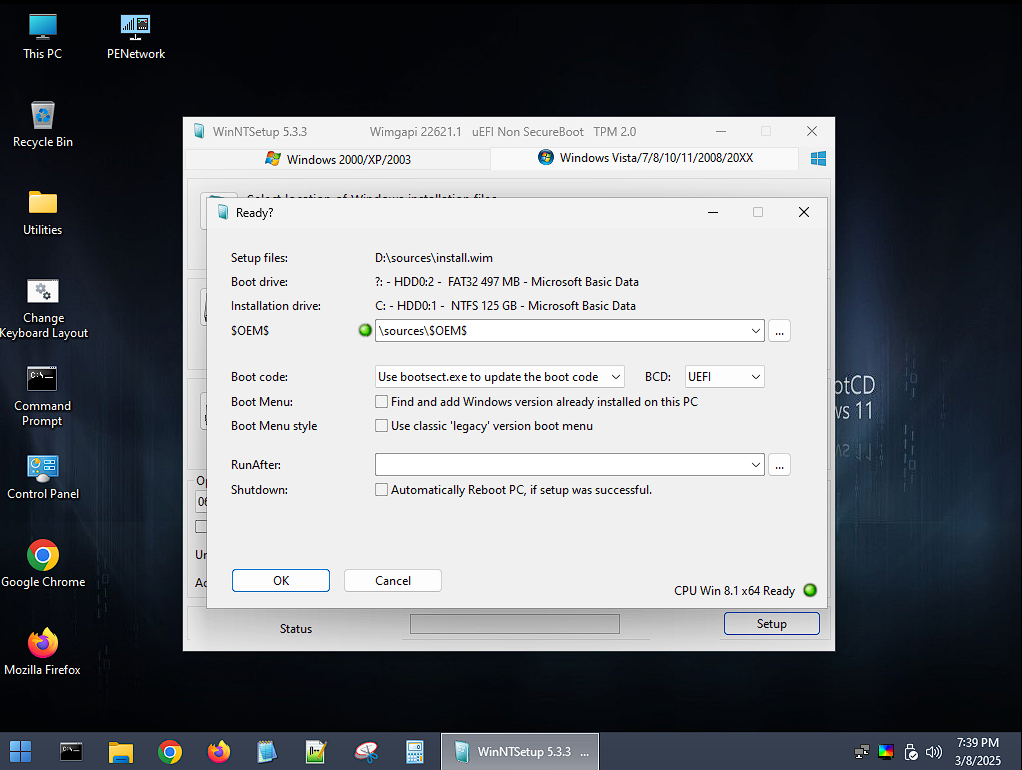 This PC
PENetwork
Recycle Bin
Utilities
Change
Keyboard Layout
Command
Prompt
Control Panel
Google Chrome
Mozilla Firefox
WinNTSetup 5.3.3
Wimgapi 22621.1
uEFI Non SecureBoot
TPM 2.0
Windows 2000/XP/2003
Windows Vista/7/8/10/11/2008/20XX
Select location of Windows installation files
Ready?
Setup files:
D:\sources\install.wim
Boot drive:
?: - HDD0:2 - FAT32 497 MB - Microsoft Basic Data
Installation drive:
C: - HDD0:1 - NTFS 125 GB - Microsoft Basic Data
$OEM$
\sources\$OEM$
...
Boot code:
Use bootsect.exe to update the boot code
BCD:
UEFI
Boot Menu:
Find and add Windows version already installed on this PC
Boot Menu style
Use classic 'legacy' version boot menu
RunAfter:
...
Shutdown:
Automatically Reboot PC, if setup was successful.
OK
Cancel
CPU Win 8.1 x64 Ready
Status
Setup
WinNTSetup 5.3.3 ...
7:39 PM
3/8/2025